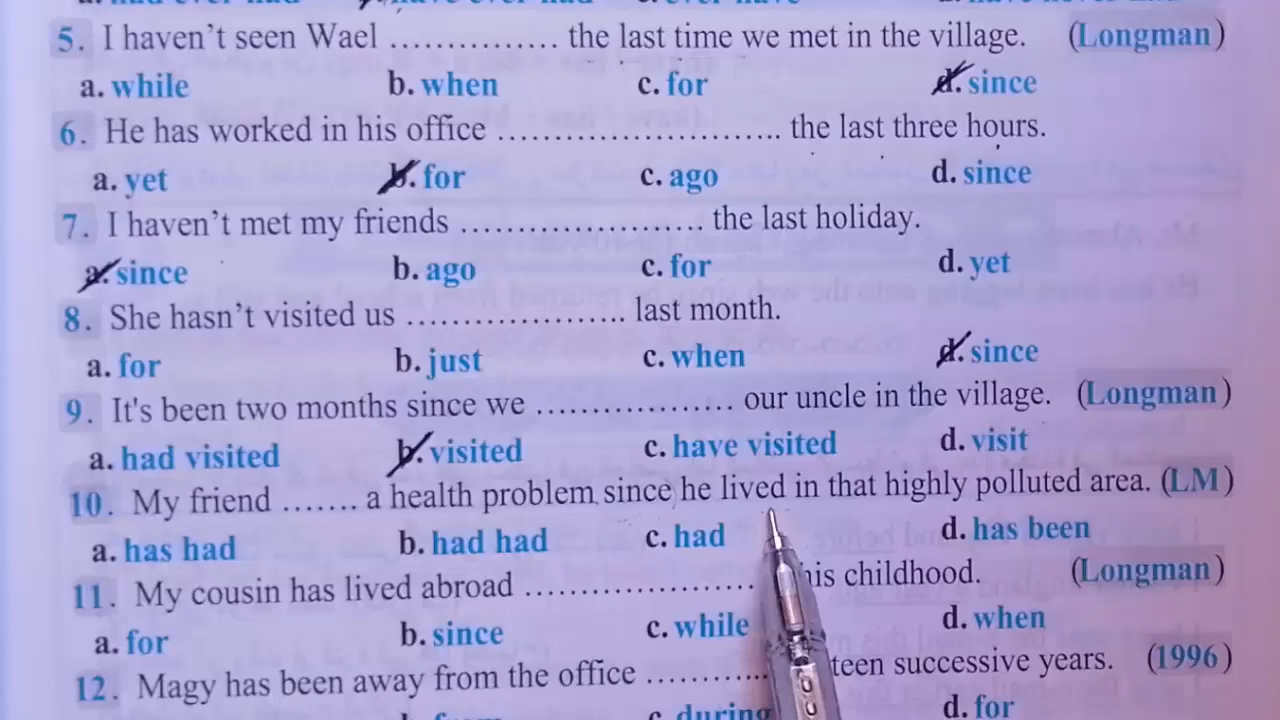 5. I haven't seen Wael ............... the last time we met in the village. (Longman)
a. while b. when c. for d. since
6. He has worked in his office ......................... the last three hours.
a. yet b. for c. ago d. since
7. I haven't met my friends ...................... the last holiday.
a. since b. ago c. for d. yet
8. She hasn't visited us .................... last month.
a. for b. just c. when d. since
9. It's been two months since we .................. our uncle in the village. (Longman)
a. had visited b. visited c. have visited d. visit
10. My friend ....... a health problem since he lived in that highly polluted area. (LM)
a. has had b. had had c. had d. has been
11. My cousin has lived abroad ..................... his childhood. (Longman)
a. for b. since c. while d. when
12. Magy has been away from the office ........... teen successive years. (1996)
c. during d. for